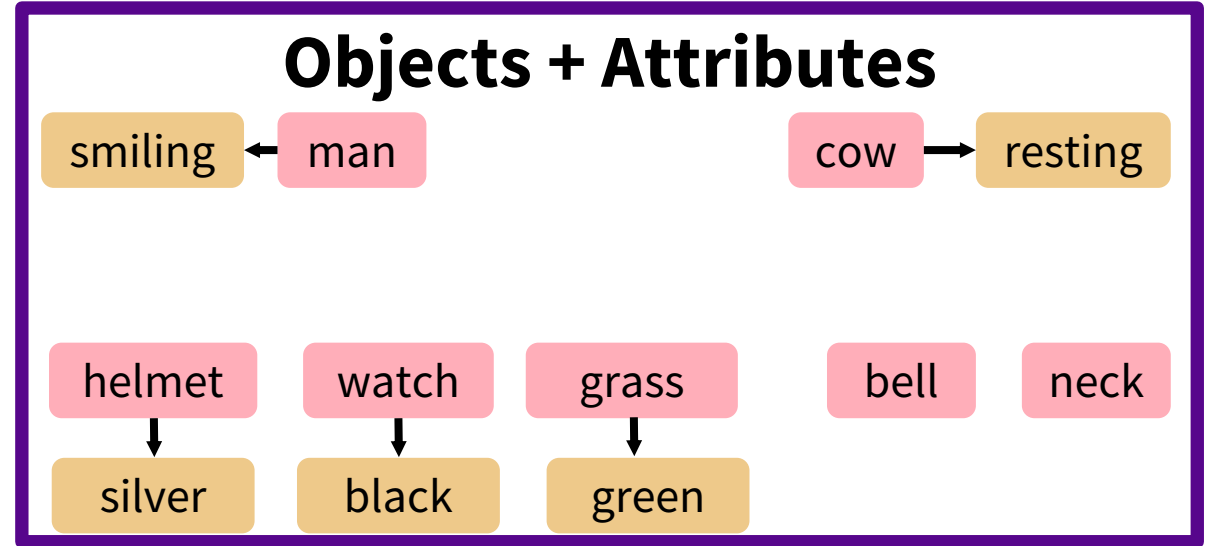 Objects + Attributes
smiling man cow resting
helmet watch grass bell neck
silver black green